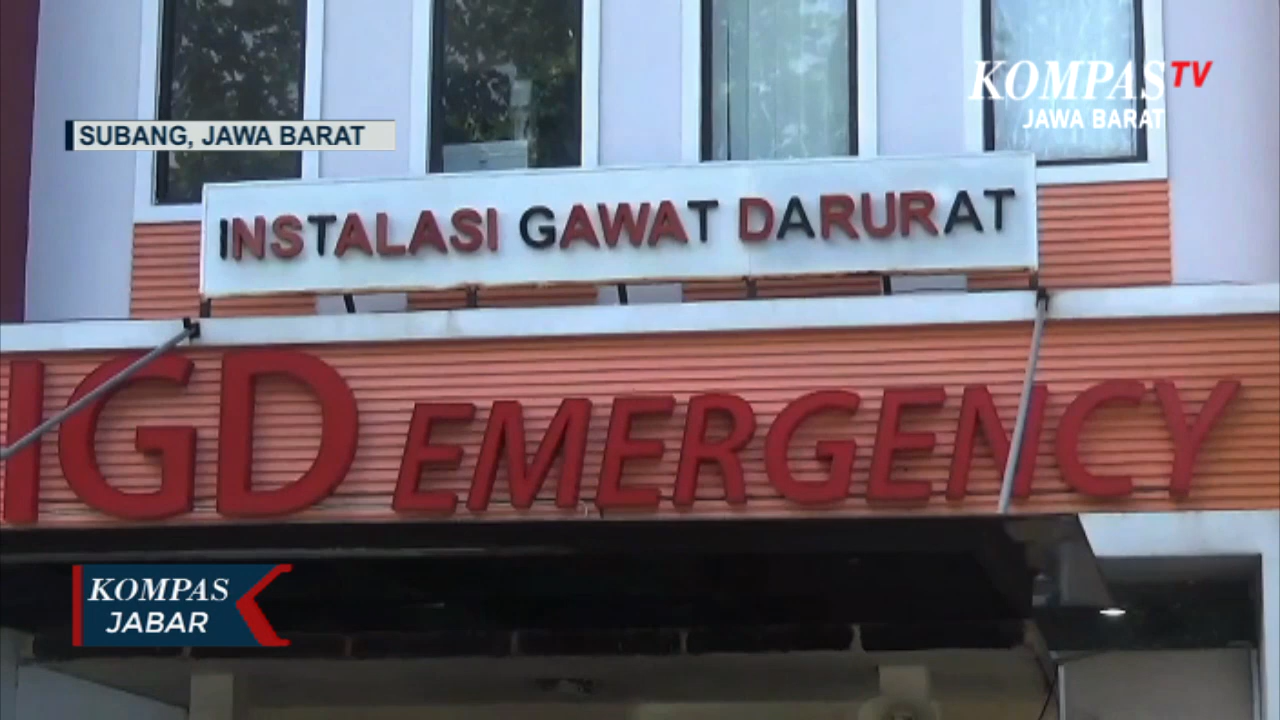 KOMPAS TV
JAWA BARAT
SUBANG, JAWA BARAT
INSTALASI GAWAT DARURAT
IGD EMERGENCY
KOMPAS
JABAR